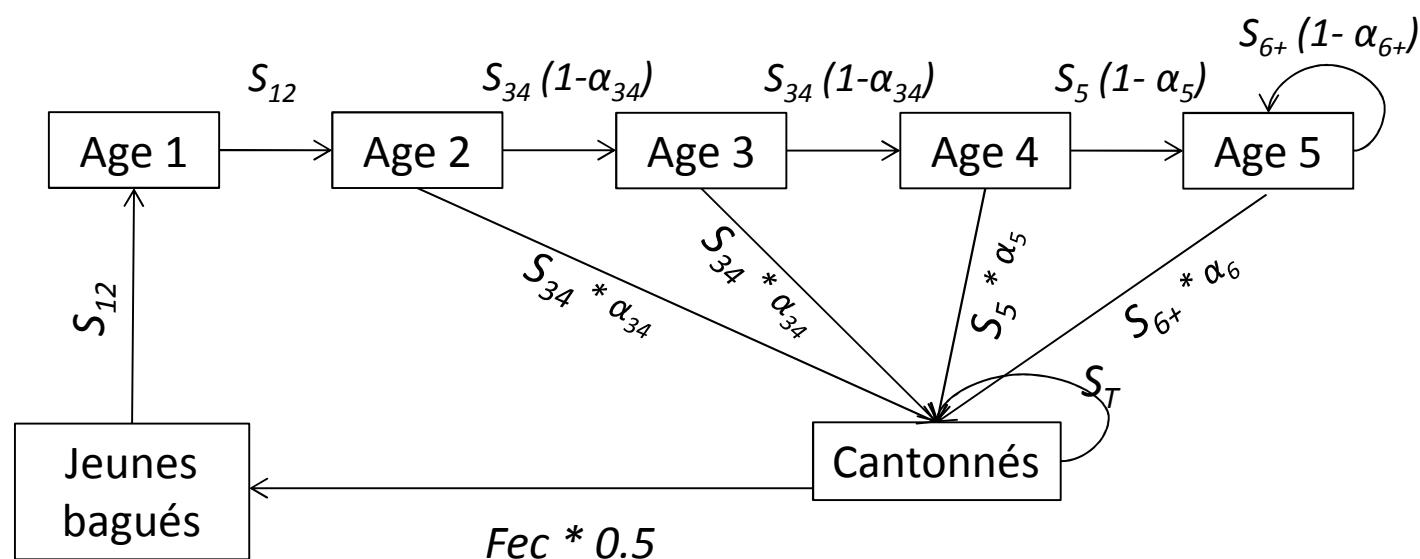 S₆₊ (1- α₆₊)
S₁₂
S₃₄ (1-α₃₄)
S₃₄ (1-α₃₄)
S₅ (1- α₅)
Age 1
Age 2
Age 3
Age 4
Age 5
S₁₂
S₃₄ * α₃₄
S₃₄ * α₃₄
S₅ * α₅
S₆₊ * α₆
S_T
Jeunes
bagués
Cantonnés
Fec * 0.5